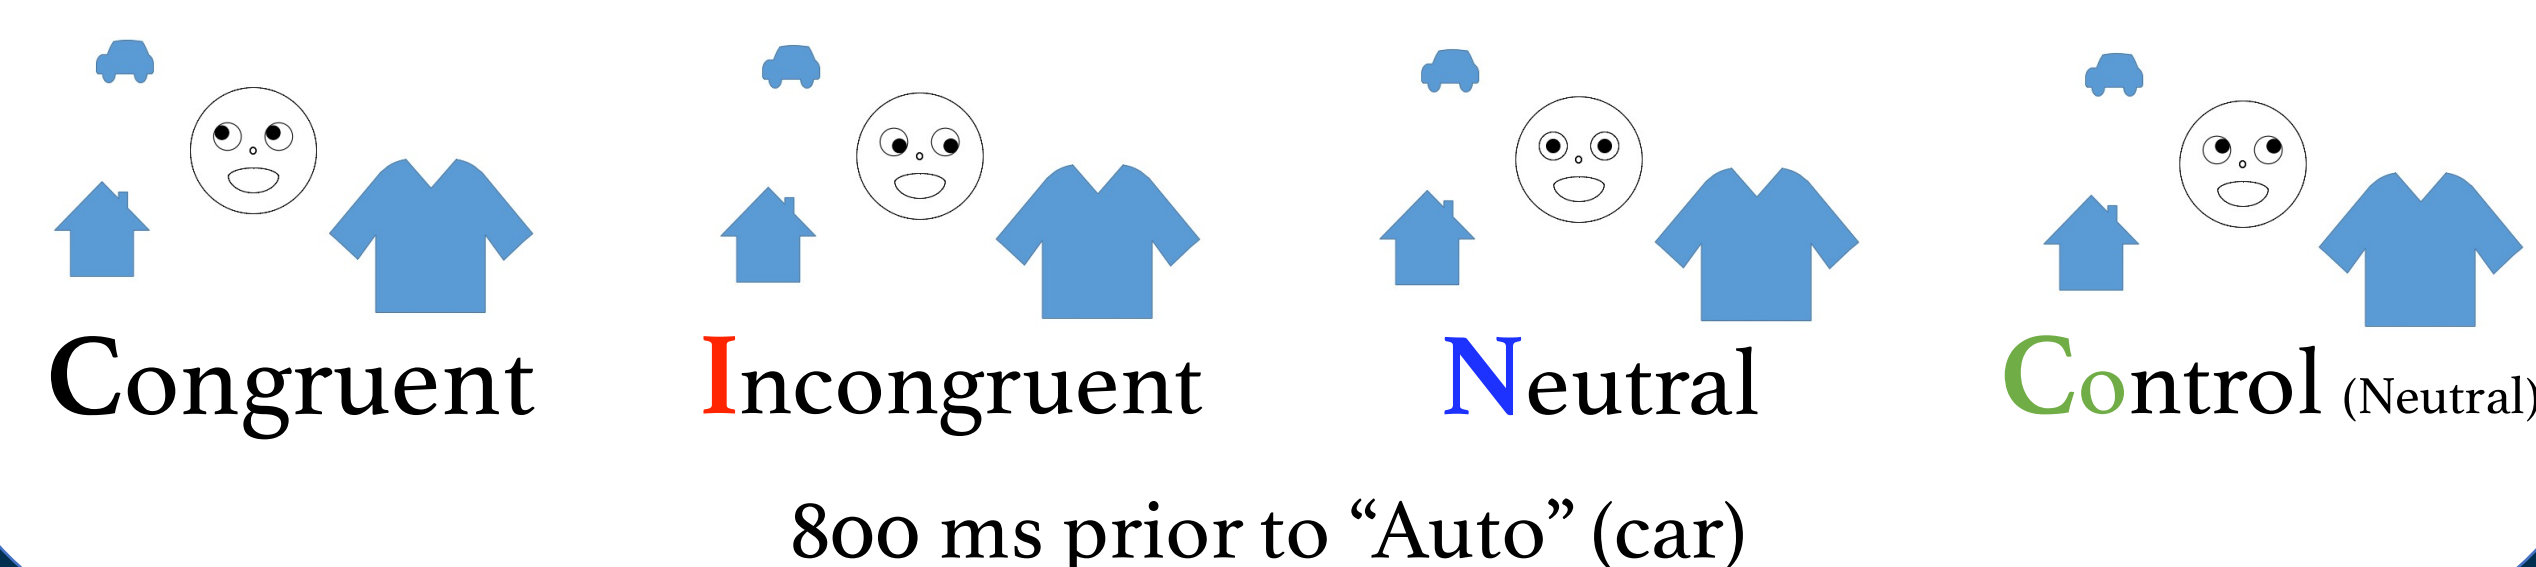 Congruent
Incongruent
Neutral
Control (Neutral)
800 ms prior to “Auto” (car)